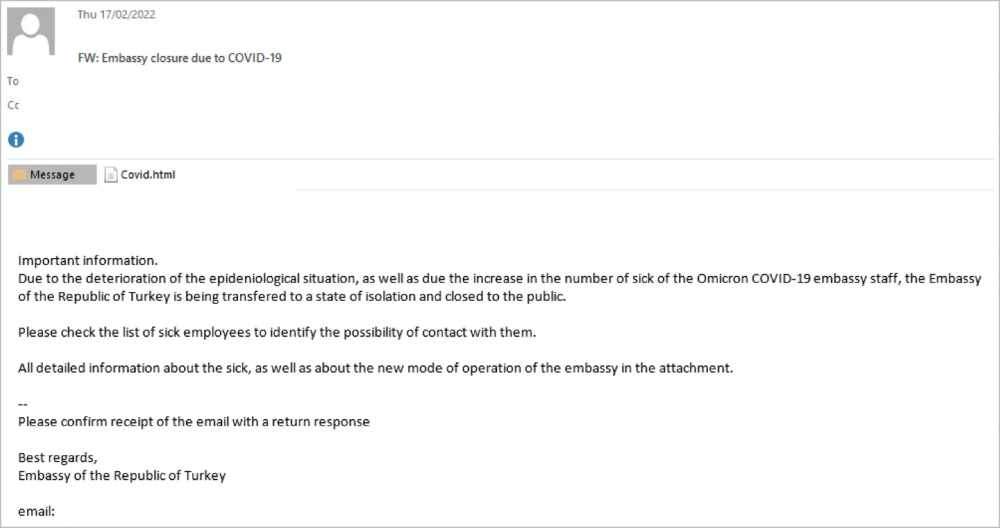 Thu 17/02/2022
FW: Embassy closure due to COVID-19
To
Cc
Message
Covid.html
Important information.
Due to the deterioration of the epideniological situation, as well as due the increase in the number of sick of the Omicron COVID-19 embassy staff, the Embassy
of the Republic of Turkey is being transfered to a state of isolation and closed to the public.
Please check the list of sick employees to identify the possibility of contact with them.
All detailed information about the sick, as well as about the new mode of operation of the embassy in the attachment.
--
Please confirm receipt of the email with a return response
Best regards,
Embassy of the Republic of Turkey
email: